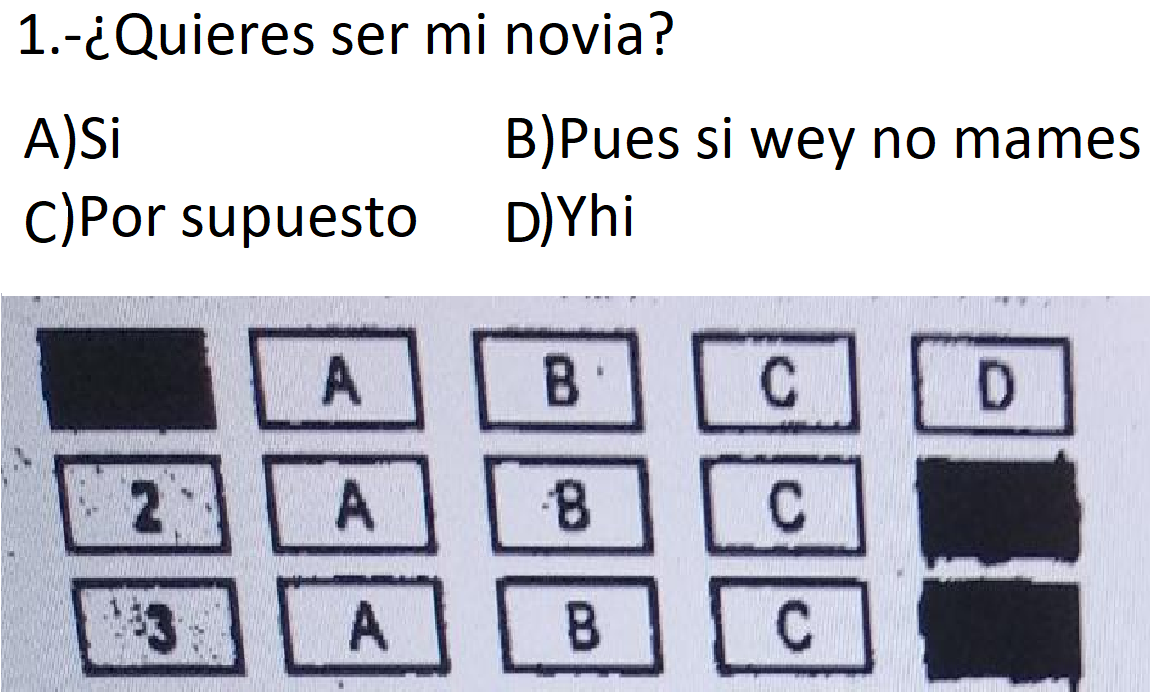 1.-¿Quieres ser mi novia?
A)Si B)Pues si wey no mames
C)Por supuesto D)Yhi
A B C D
2 A B C
3 A B C